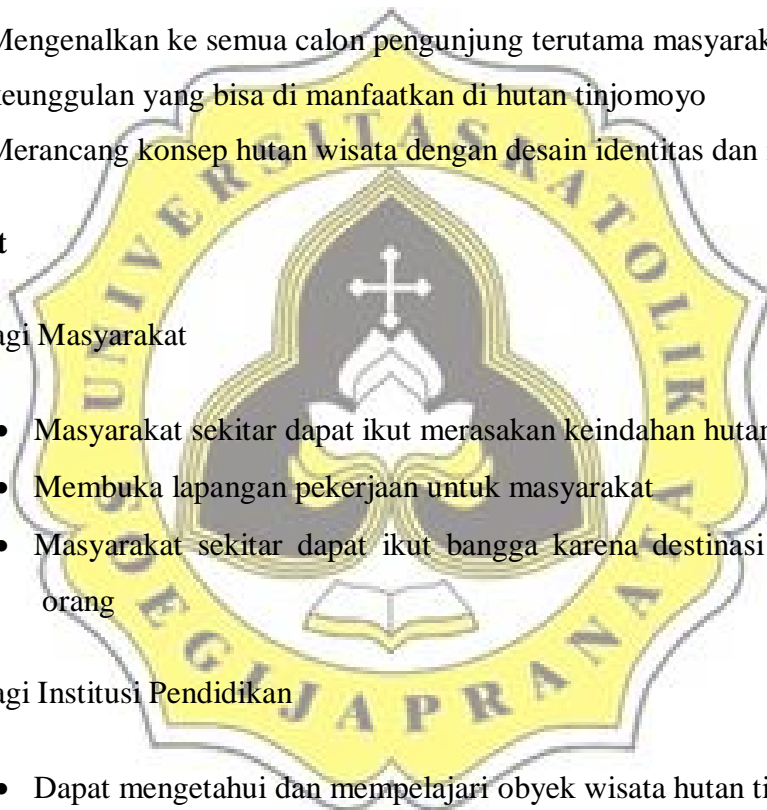 Mengenalkan ke semua calon pengunjung terutama masyarak
keunggulan yang bisa di manfaatkan di hutan tinjomoyo
Merancang konsep hutan wisata dengan desain identitas dan
t
agi Masyarakat
• Masyarakat sekitar dapat ikut merasakan keindahan hutan
• Membuka lapangan pekerjaan untuk masyarakat
• Masyarakat sekitar dapat ikut bangga karena destinasi
orang
agi Institusi Pendidikan
• Dapat mengetahui dan mempelajari obyek wisata hutan ti
UNIVERSITAS KATOLIK
SOEGIJAPRANATA